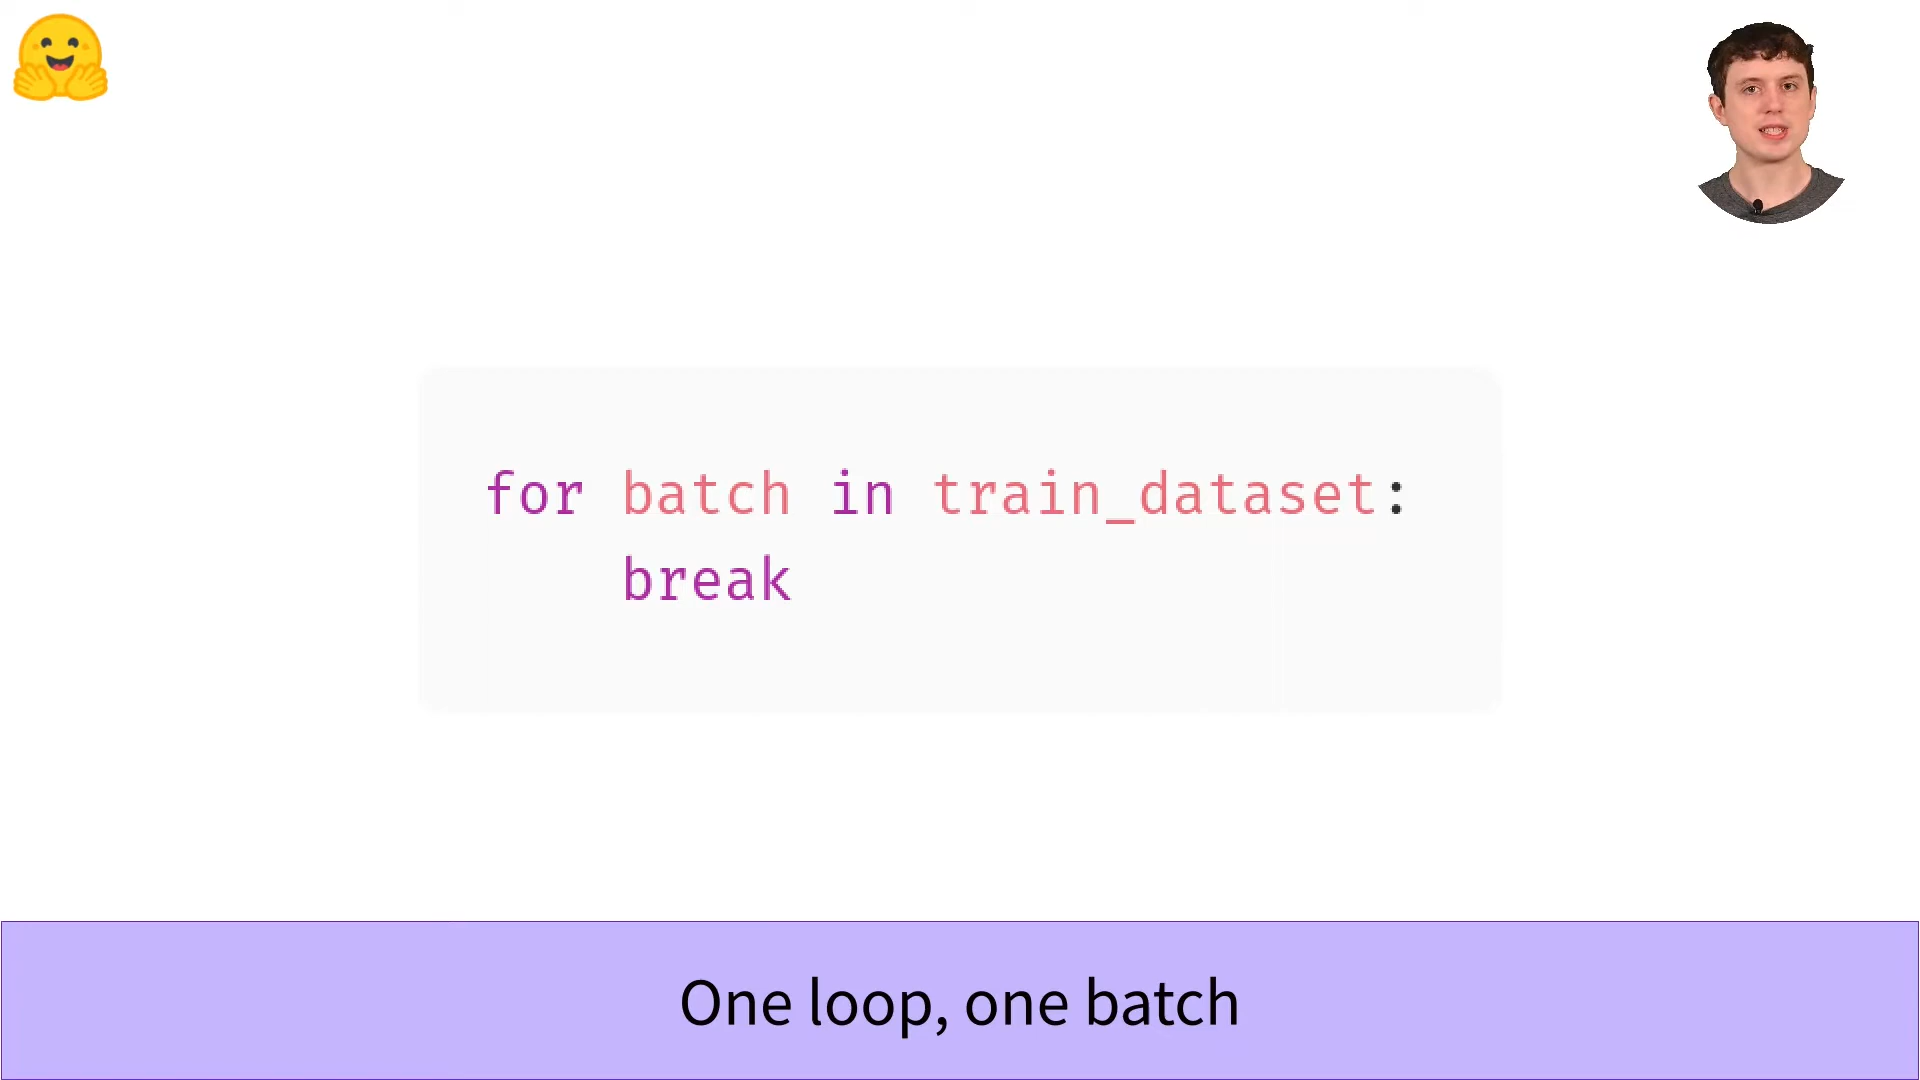 for batch in train_dataset:
    break
One loop, one batch